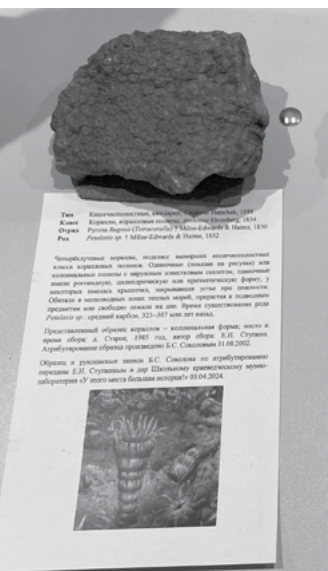 Тип Кишечнополостные, книдарии, Cnidaria Hatschek, 1888
Класс Кораллы, коралловые полипы, Anthozoa Ehrenberg, 1834
Отряд Ругоза Rugosa (Tetracoralla) † Milne-Edwards & Haime, 1850
Род Petalaxis sp. † Milne-Edwards & Haime, 1852
Четырёхлучевые кораллы, подкласс вымерших кишечнополостных
класса коралловых полипов. Одиночные (показан на рисунке) или
колониальные полипы с наружным известковым скелетом, одиночные
имели роговидную, цилиндрическую или призматическую форму, у
некоторых имелась крышечка, закрывавшая устье при опасности.
Обитали в мелководных зонах теплых морей, прирастая к подводным
предметам или свободно лежали на дне. Время существования рода
Petalaxis sp. средний карбон, 323–307 млн лет назад.
Представленный образец кораллов – колониальная форма; место и
время сбора: д. Старое, 1985 год, автор сбора: Е.И. Ступкин.
Атрибутирование образца произведено Б.С. Соколовым 31.08.2002.
Образец и рукописные записи Б.С. Соколова по атрибутированию
переданы Е.И. Ступкиным в дар Школьному краеведческому музею-
лаборатории «У этого места большая история!» 03.04.2024.